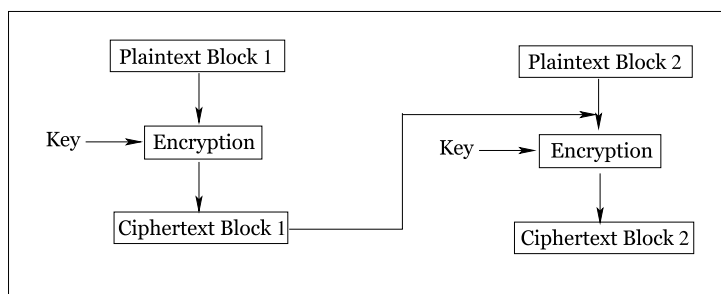 Plaintext Block 1
Key
Encryption
Ciphertext Block 1
Plaintext Block 2
Key
Encryption
Ciphertext Block 2